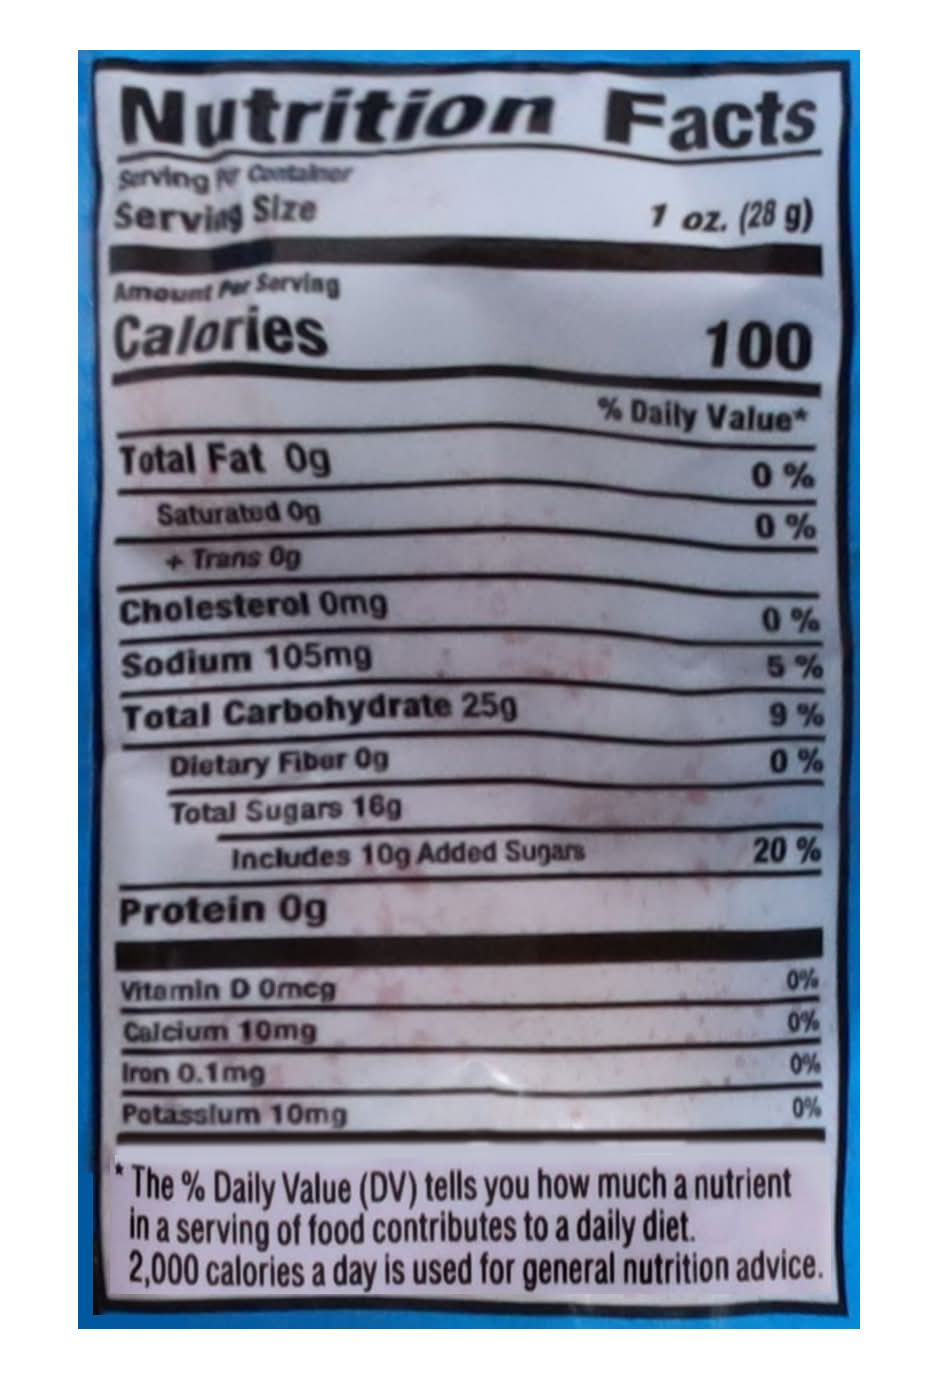 Nutrition Facts
Serving Per Container
Serving Size 1 oz. (28 g)
Amount Per Serving
Calories 100
% Daily Value*
Total Fat 0g 0 %
Saturated 0g 0 %
+ Trans 0g
Cholesterol 0mg 0 %
Sodium 105mg 5 %
Total Carbohydrate 25g 9 %
Dietary Fiber 0g 0 %
Total Sugars 16g
Includes 10g Added Sugars 20 %
Protein 0g
Vitamin D 0mcg 0%
Calcium 10mg 0%
Iron 0.1mg 0%
Potassium 10mg 0%
* The % Daily Value (DV) tells you how much a nutrient
in a serving of food contributes to a daily diet.
2,000 calories a day is used for general nutrition advice.